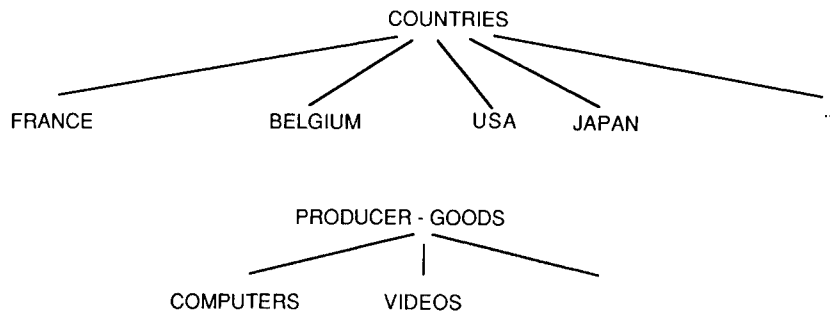 COUNTRIES
FRANCE BELGIUM USA JAPAN ..
PRODUCER - GOODS
COMPUTERS VIDEOS